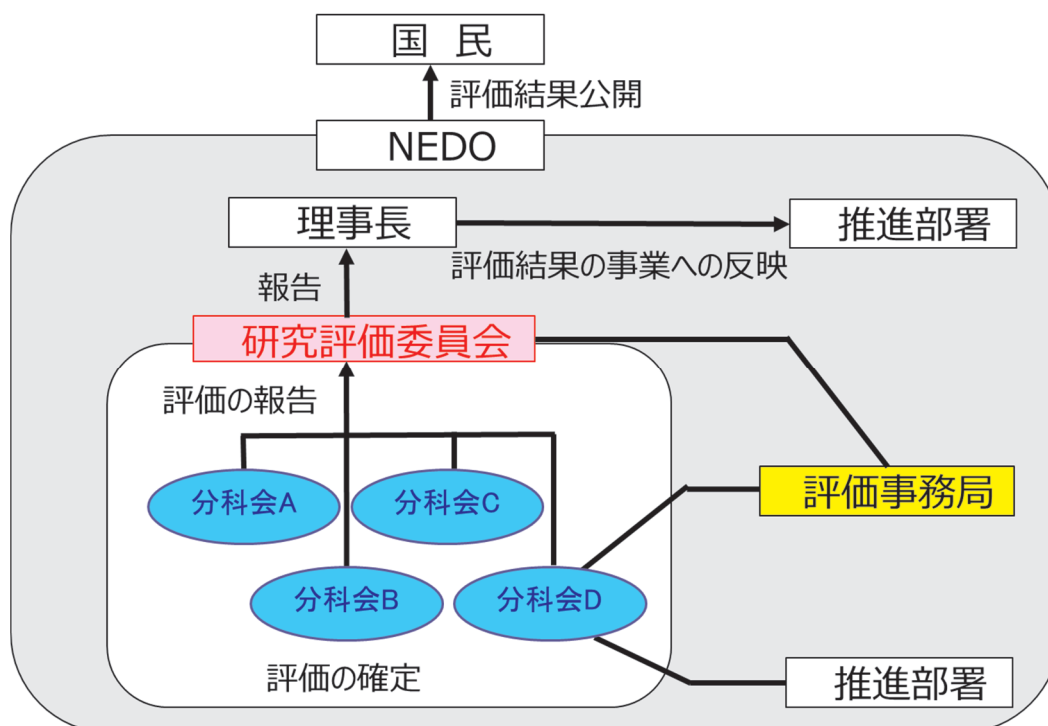 国 民
評価結果公開
NEDO
理事長
推進部署
評価結果の事業への反映
報告
研究評価委員会
評価の報告
分科会A
分科会C
評価事務局
分科会B
分科会D
評価の確定
推進部署